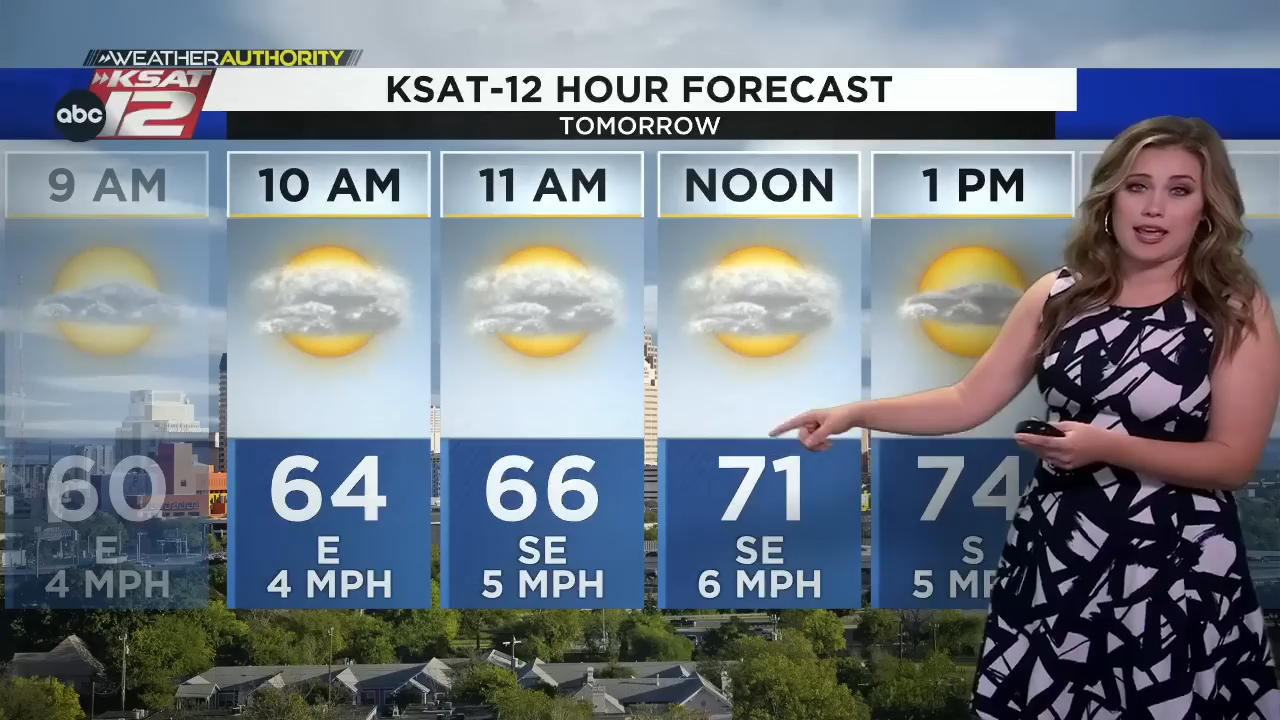 WEATHERAUTHORITY
KSAT
abc 12
KSAT-12 HOUR FORECAST
TOMORROW
9 AM 10 AM 11 AM NOON 1 PM
60 64 66 71 74
E E SE SE S
4 MPH 4 MPH 5 MPH 6 MPH 5